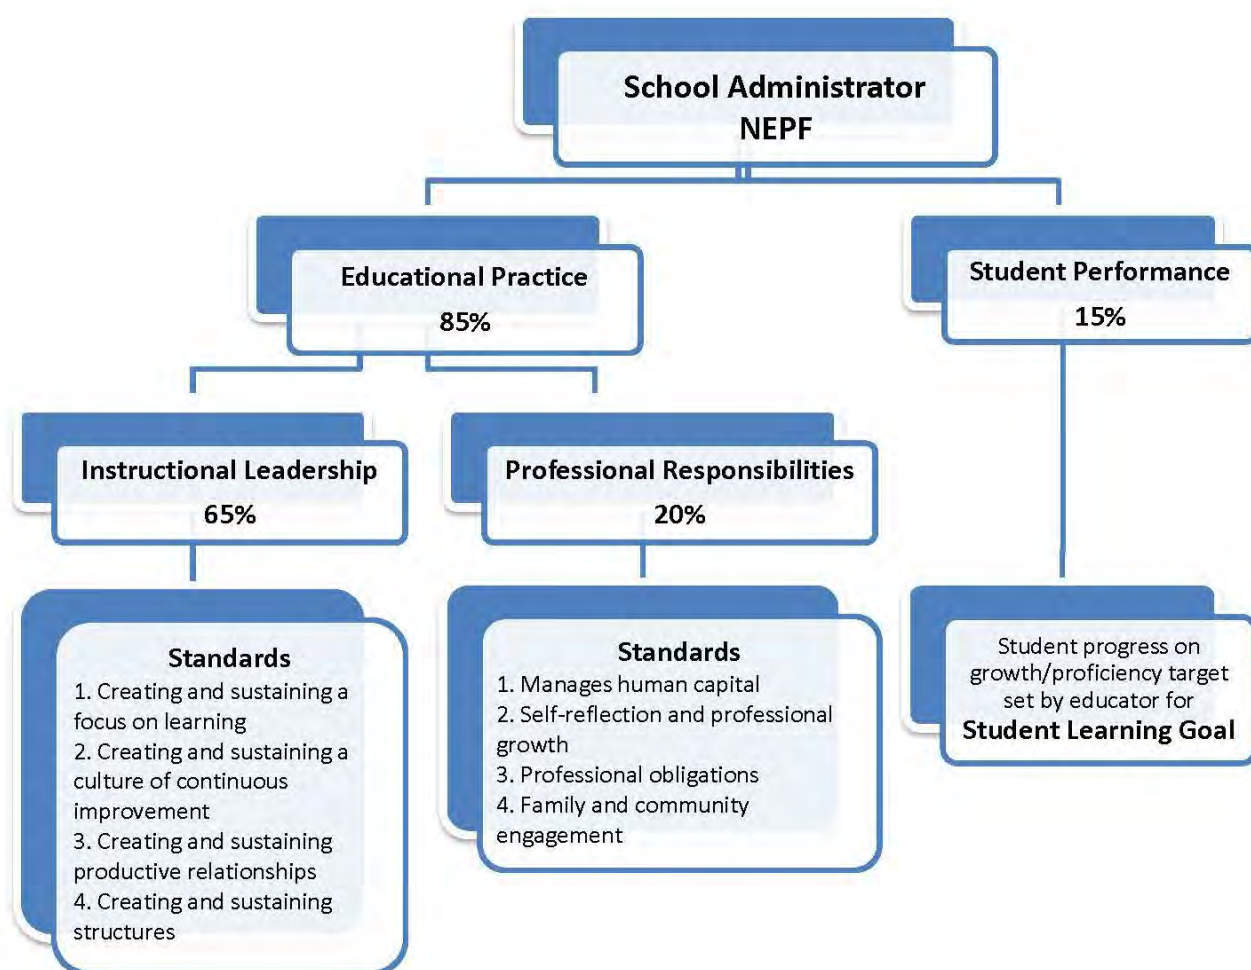 School Administrator
NEPF
Educational Practice
85%
Student Performance
15%
Instructional Leadership
65%
Professional Responsibilities
20%
Standards
1. Creating and sustaining a
focus on learning
2. Creating and sustaining a
culture of continuous
improvement
3. Creating and sustaining
productive relationships
4. Creating and sustaining
structures
Standards
1. Manages human capital
2. Self-reflection and professional
growth
3. Professional obligations
4. Family and community
engagement
Student progress on
growth/proficiency target
set by educator for
Student Learning Goal